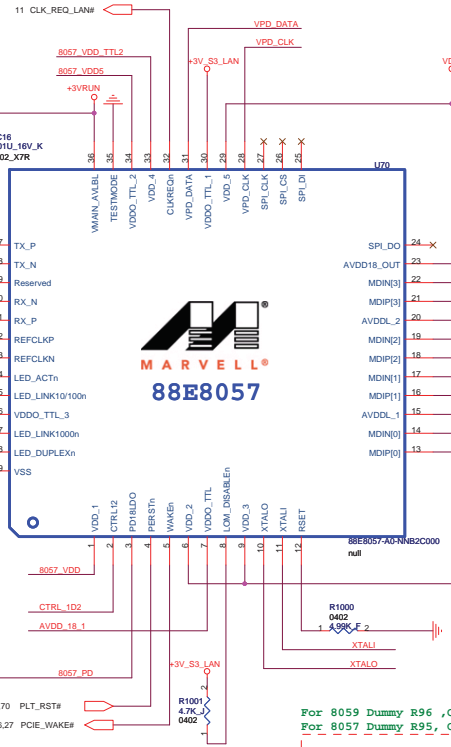 11 CLK_REQ_LAN#
VPD_DATA
VPD_CLK
8057_VDD_TTL2
+3V_S3_LAN
8057_VDD5
+3VRUN
C16
01U_16V_K
02_X7R
U70
36 35 34 33 32 31 30 29 28 27 26 25
VMAIN_AVLBL
TESTMODE
VDDO_TTL_2
VDD_4
CLKREQn
VPD_DATA
VDDO_TTL_1
VDD_5
VPD_CLK
SPI_CLK
SPI_CS
SPI_DI
TX_P
TX_N
Reserved
RX_N
RX_P
REFCLKP
REFCLKN
LED_ACTn
LED_LINK10/100n
VDDO_TTL_3
LED_LINK1000n
LED_DUPLEXn
VSS
MARVELL®
88E8057
SPI_DO 24
AVDD18_OUT 23
MDIN[3] 22
MDIP[3] 21
AVDDL_2 20
MDIN[2] 19
MDIP[2] 18
MDIN[1] 17
MDIP[1] 16
AVDDL_1 15
MDIN[0] 14
MDIP[0] 13
VDD_1
CTRL12
PD18LDO
PERSTn
WAKEn
VDD_2
VDDO_TTL
LOM_DISABLEn
VDD_3
XTALO
XTALI
RSET
1 2 3 4 5 6 7 8 9 10 11 12
88E8057-A0-NNB2C000
null
8057_VDD
CTRL_1D2
AVDD_18_1
8057_PD
R1000
0402
1 4.99K_F 2
XTALI
XTALO
+3V_S3_LAN
70 PLT_RST#
6,27 PCIE_WAKE#
2
R1001
4.7K_J
0402
1
For 8059 Dummy R96 ,
For 8057 Dummy R95,